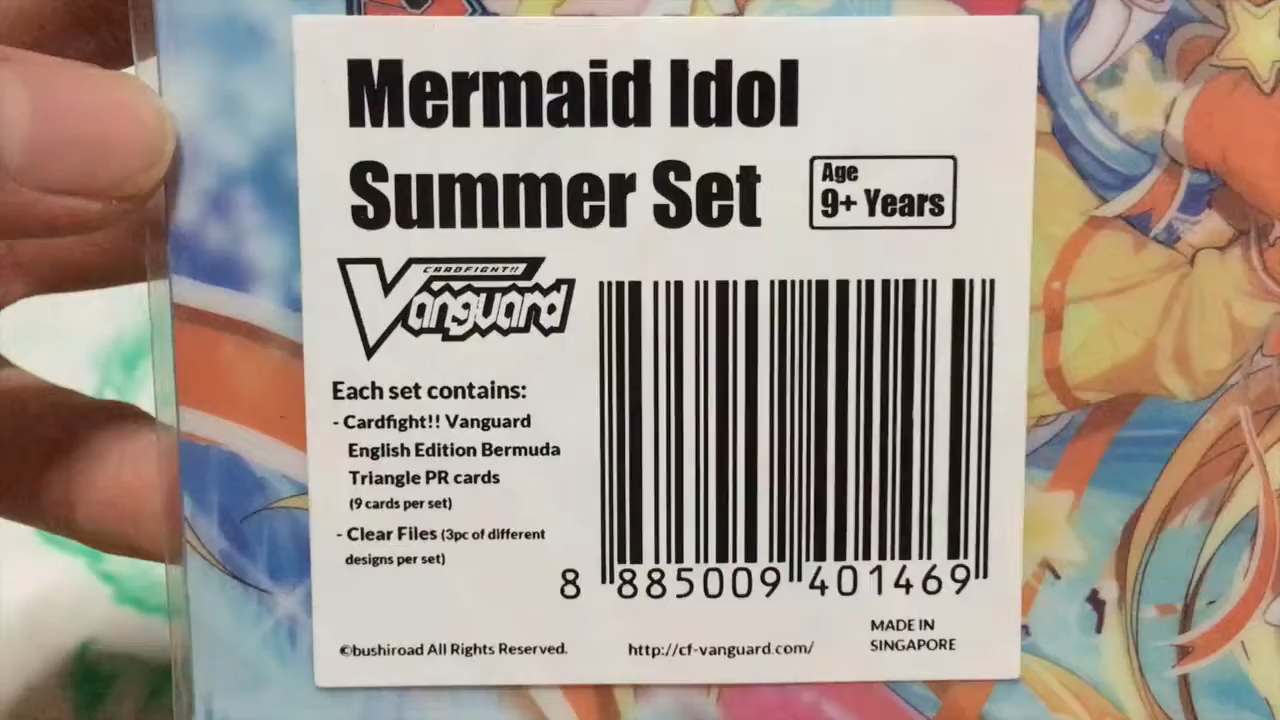 Mermaid Idol
Summer Set
Age
9+ Years
CARDFIGHT!!
Vanguard
Each set contains:
- Cardfight!! Vanguard
English Edition Bermuda
Triangle PR cards
(9 cards per set)
- Clear Files (3pc of different
designs per set)
8 885009 401469
MADE IN
SINGAPORE
©bushiroad All Rights Reserved.
http://cf-vanguard.com/